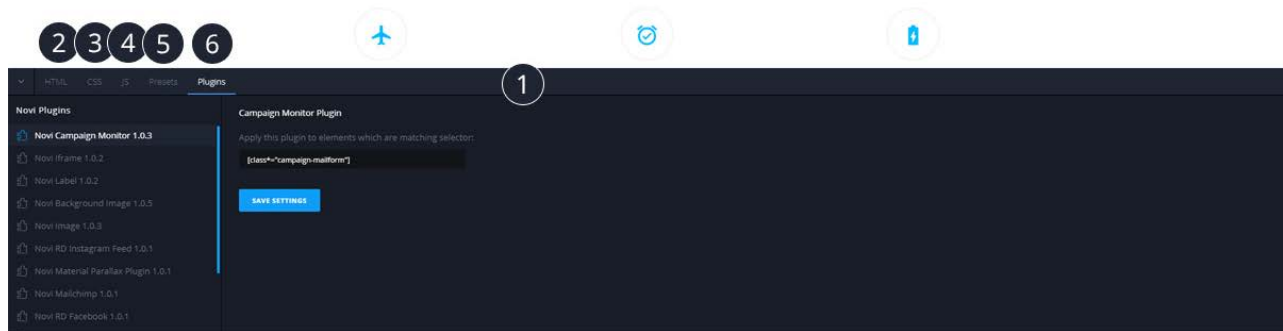 2 3 4 5 6
1
HTML CSS JS Presets Plugins
Novi Plugins
Novi Campaign Monitor 1.0.3
Novi Iframe 1.0.2
Novi Label 1.0.2
Novi Background Image 1.0.5
Novi Image 1.0.3
Novi RD Instagram Feed 1.0.1
Novi Material Parallax Plugin 1.0.1
Novi Mailchimp 1.0.1
Novi RD Facebook 1.0.1
Campaign Monitor Plugin
Apply this plugin to elements which are matching selector:
[class*="campaign-mailform"]
SAVE SETTINGS